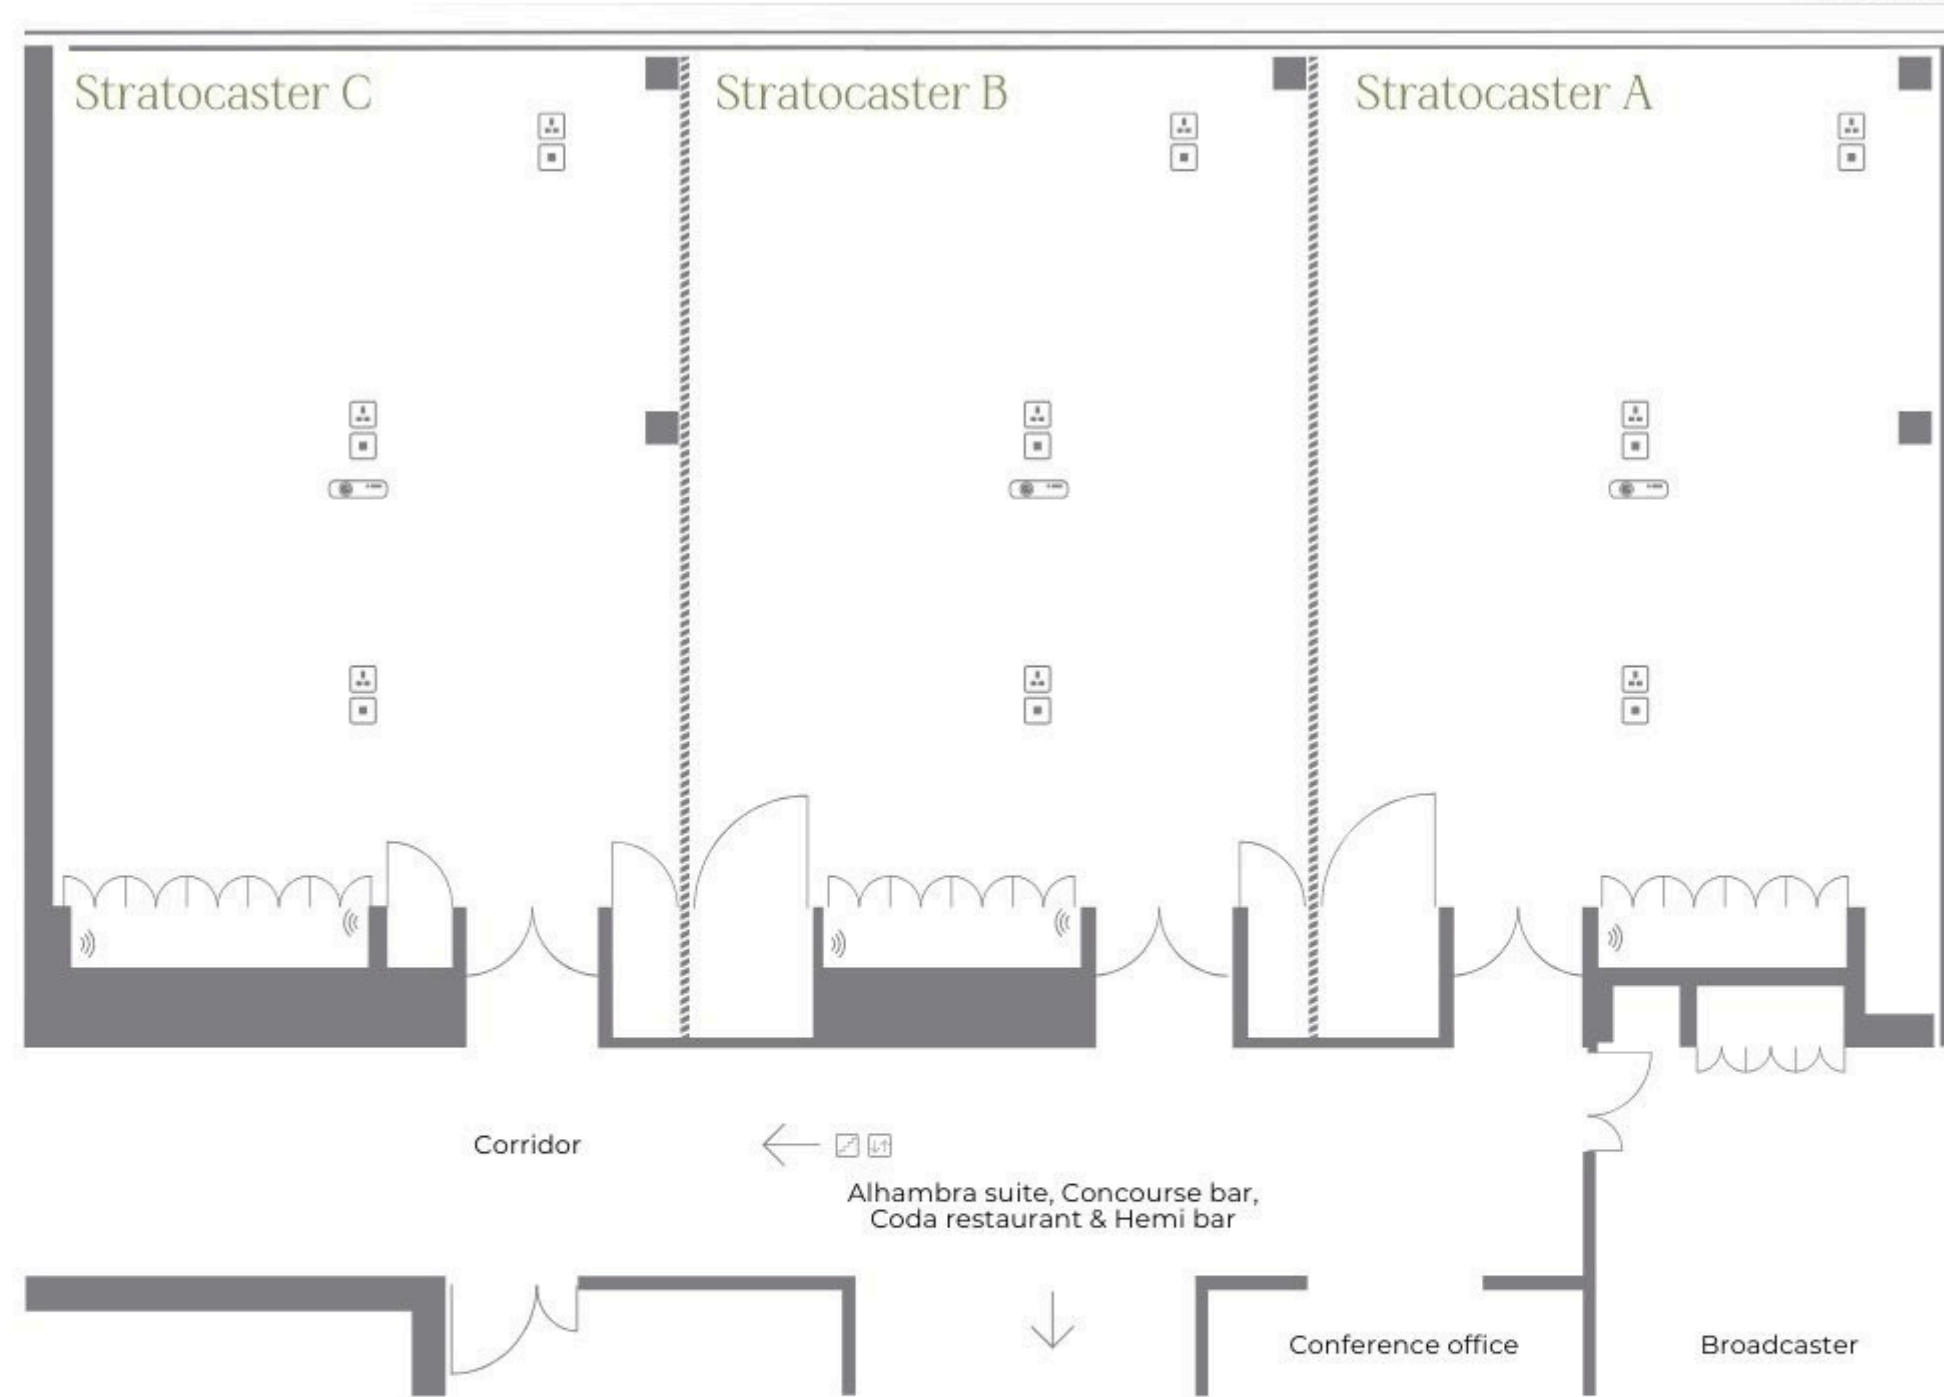 Stratocaster C
Stratocaster B
Stratocaster A
Corridor
Alhambra suite, Concourse bar,
Coda restaurant & Hemi bar
Conference office
Broadcaster